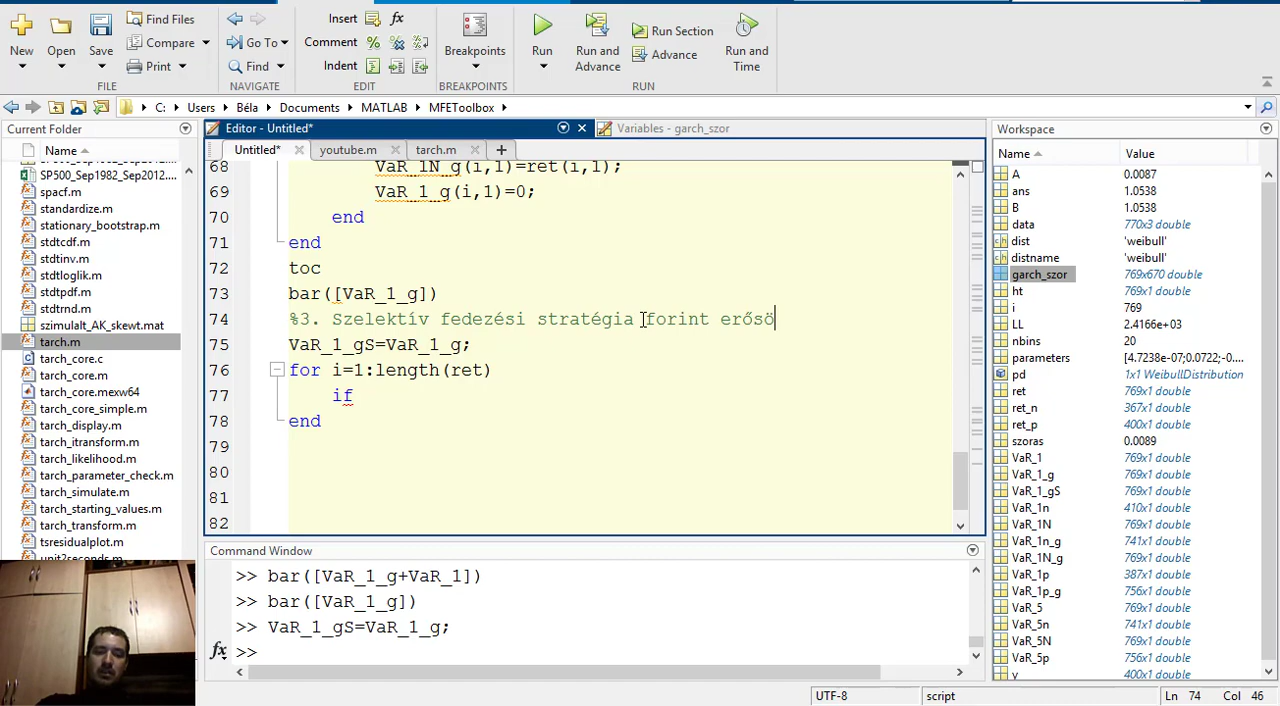 New
Open
Save
Find Files
Compare
Print
FILE
Go To
Find
NAVIGATE
Insert fx
Comment
Indent
EDIT
Breakpoints
BREAKPOINTS
Run
Run and Advance
Run Section
Advance
Run and Time
RUN
C: Users Béla Documents MATLAB MFEToolbox
Current Folder
Name
SP500_Sep1982_Sep2012....
spacf.m
standardize.m
stationary_bootstrap.m
stdtcdf.m
stdtinv.m
stdtloglik.m
stdtpdf.m
stdtrnd.m
szimulalt_AK_skewt.mat
tarch.m
tarch_core.c
tarch_core.m
tarch_core.mexw64
tarch_core_simple.m
tarch_display.m
tarch_itransform.m
tarch_likelihood.m
tarch_parameter_check.m
tarch_simulate.m
tarch_starting_values.m
tarch_transform.m
tsresidualplot.m
unit2seconds.m
Editor - Untitled*
Variables - garch_szor
Untitled* youtube.m tarch.m
68 VaR_1N_g(i,1)=ret(i,1);
69 VaR_1_g(i,1)=0;
70 end
71 end
72 toc
73 bar([VaR_1_g])
74 %3. Szelektív fedezési stratégia forint erősö
75 VaR_1_gS=VaR_1_g;
76 for i=1:length(ret)
77 if
78 end
79
80
81
82
Command Window
>> bar([VaR_1_g+VaR_1])
>> bar([VaR_1_g])
>> VaR_1_gS=VaR_1_g;
fx >>
Workspace
Name Value
A 0.0087
ans 1.0538
B 1.0538
data 770x3 double
dist 'weibull'
distname 'weibull'
garch_szor 769x670 double
ht 1x769 double
i 769
LL 2.4166e+03
nbins 20
parameters [4.7238e-07;0.0722;-0....
pd 1x1 WeibullDistribution
ret 769x1 double
ret_n 367x1 double
ret_p 400x1 double
szoras 0.0089
VaR_1 769x1 double
VaR_1_g 769x1 double
VaR_1_gS 769x1 double
VaR_1n 410x1 double
VaR_1N 769x1 double
VaR_1n_g 741x1 double
VaR_1N_g 769x1 double
VaR_1p 387x1 double
VaR_1p_g 756x1 double
VaR_5 769x1 double
VaR_5n 741x1 double
VaR_5N 769x1 double
VaR_5p 756x1 double
v 400x1 double
UTF-8 script Ln 74 Col 46